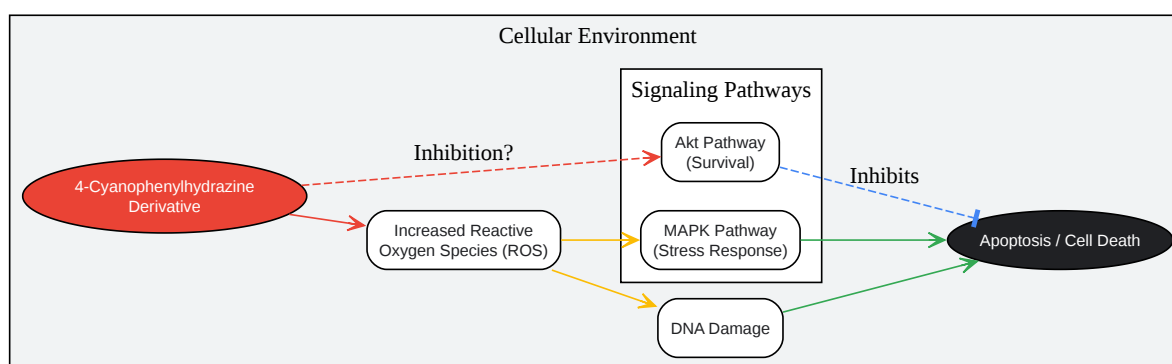 Cellular Environment
Signaling Pathways
Akt Pathway
(Survival)
Inhibition?
Inhibits
4-Cyanophenylhydrazine
Derivative
Increased Reactive
Oxygen Species (ROS)
MAPK Pathway
(Stress Response)
Apoptosis / Cell Death
DNA Damage